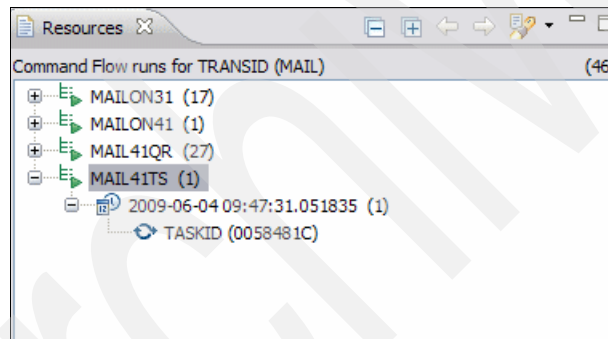 Resources
Command Flow runs for TRANSID (MAIL) (46
MAILON31 (17)
MAILON41 (1)
MAIL41QR (27)
MAIL41TS (1)
2009-06-04 09:47:31.051835 (1)
TASKID (0058481C)